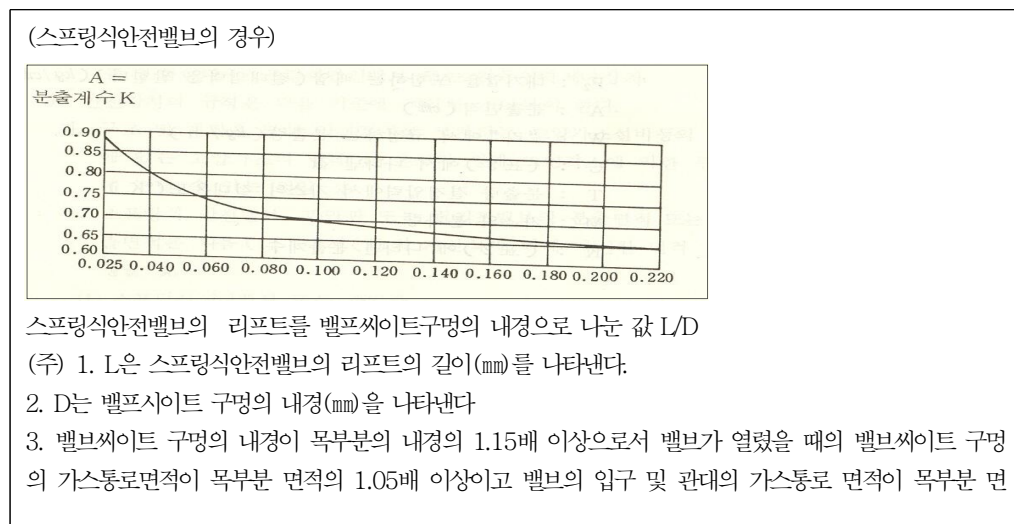 (스프링식안전밸브의 경우)
A =
분출계수 K
0.90
0.85
0.80
0.75
0.70
0.65
0.60
0.025 0.040 0.060 0.080 0.100 0.120 0.140 0.160 0.180 0.200 0.220
스프링식안전밸브의 리프트를 밸프씨이트구멍의 내경으로 나눈 값 L/D
(주) 1. L은 스프링식안전밸브의 리프트의 길이(㎜)를 나타낸다.
2. D는 밸프시이트 구멍의 내경(㎜)을 나타낸다
3. 밸브씨이트 구멍의 내경이 목부분의 내경의 1.15배 이상으로서 밸브가 열렸을 때의 밸브씨이트 구멍
의 가스통로면적이 목부분 면적의 1.05배 이상이고 밸브의 입구 및 관대의 가스통로 면적이 목부분 면